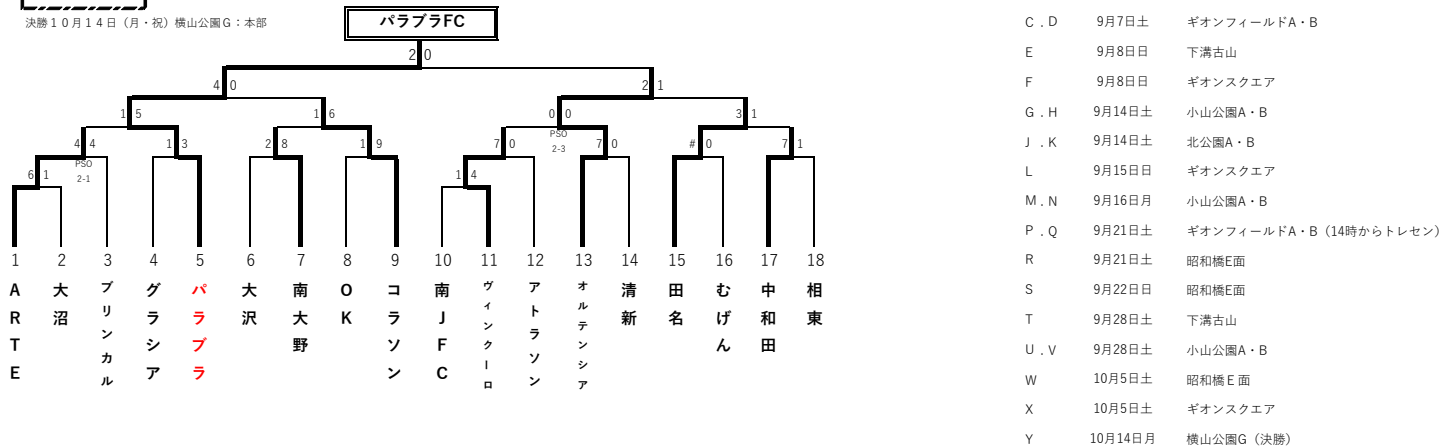 決勝１０月１４日（月・祝）横山公園G：本部
パラブラFC
2 0
4 0
2 1
1 5
1 6
0 0
PSO
2-3
3 1
4 4
PSO
2-1
1 3
2 8
1 9
7 0
7 0
# 0
7 1
6 1
1 4
1 2 3 4 5 6 7 8 9 10 11 12 13 14 15 16 17 18
ARTE
大沼
ブリンカル
グラシア
パラブラ
大沢
南大野
OK
コラソン
南JFC
ヴィンクーロ
アトラソン
オルテンシア
清新
田名
むげん
中和田
相東
C．D 9月7日土 ギオンフィールドA・B
E 9月8日日 下溝古山
F 9月8日日 ギオンスクエア
G．H 9月14日土 小山公園A・B
J．K 9月14日土 北公園A・B
L 9月15日日 ギオンスクエア
M．N 9月16日月 小山公園A・B
P．Q 9月21日土 ギオンフィールドA・B（14時からトレセン）
R 9月21日土 昭和橋E面
S 9月22日日 昭和橋E面
T 9月28日土 下溝古山
U．V 9月28日土 小山公園A・B
W 10月5日土 昭和橋Ｅ面
X 10月5日土 ギオンスクエア
Y 10月14日月 横山公園G（決勝）